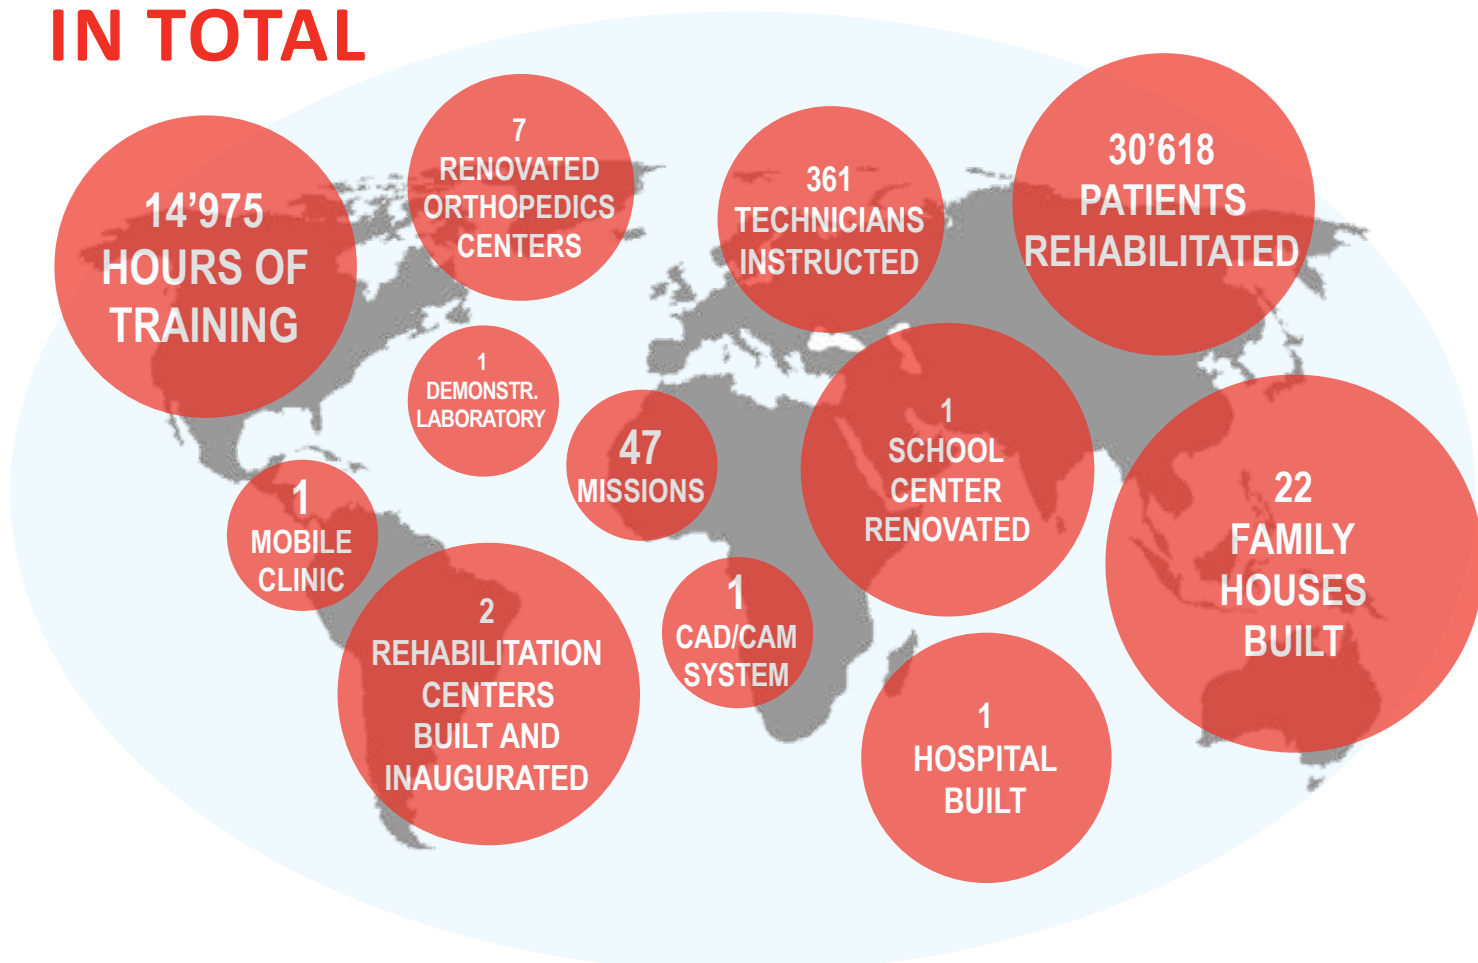 IN TOTAL
14’975
HOURS OF
TRAINING
7
RENOVATED
ORTHOPEDICS
CENTERS
361
TECHNICIANS
INSTRUCTED
30’618
PATIENTS
REHABILITATED
1
DEMONSTR.
LABORATORY
47
MISSIONS
1
SCHOOL
CENTER
RENOVATED
22
FAMILY
HOUSES
BUILT
1
MOBILE
CLINIC
2
REHABILITATION
CENTERS
BUILT AND
INAUGURATED
1
CAD/CAM
SYSTEM
1
HOSPITAL
BUILT